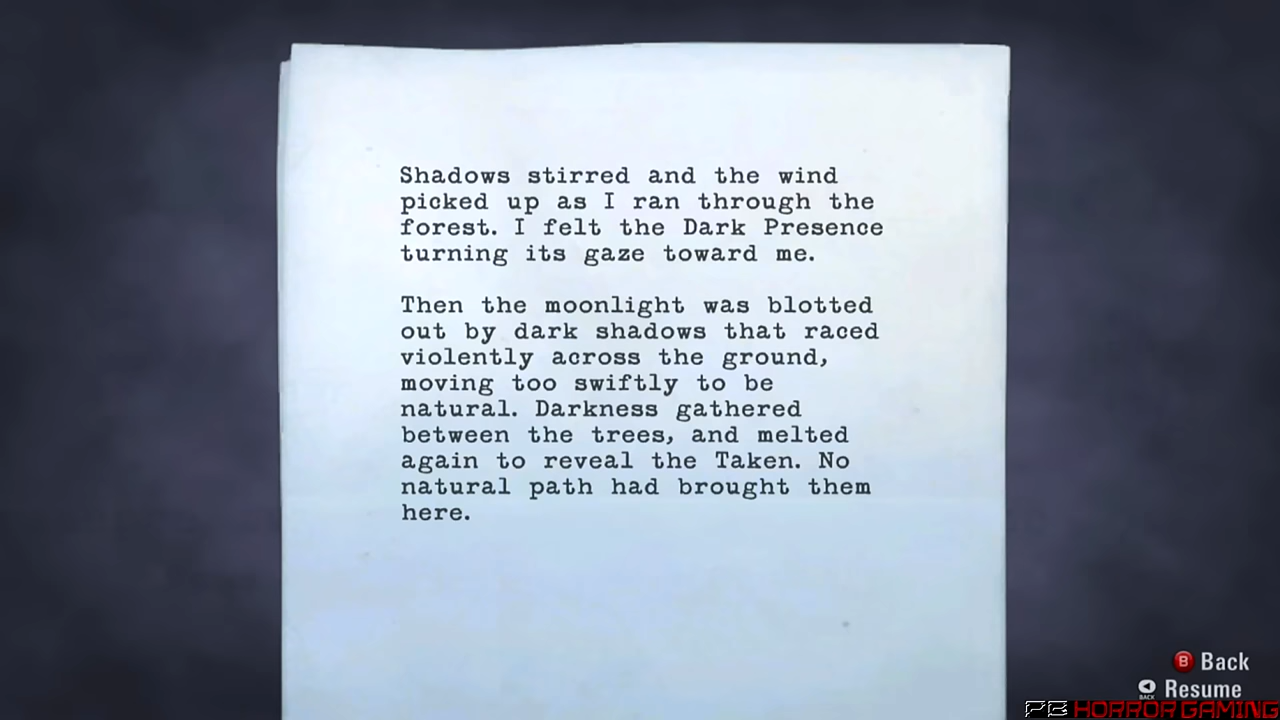 Shadows stirred and the wind
picked up as I ran through the
forest. I felt the Dark Presence
turning its gaze toward me.
Then the moonlight was blotted
out by dark shadows that raced
violently across the ground,
moving too swiftly to be
natural. Darkness gathered
between the trees, and melted
again to reveal the Taken. No
natural path had brought them
here.
B Back
BACK Resume
HORROR GAMING